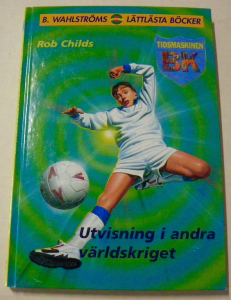 B. WAHLSTRÖMS LÄTTLÄSTA BÖCKER
Rob Childs
TIDSMASKINEN
BK
Utvisning i andra
världskriget